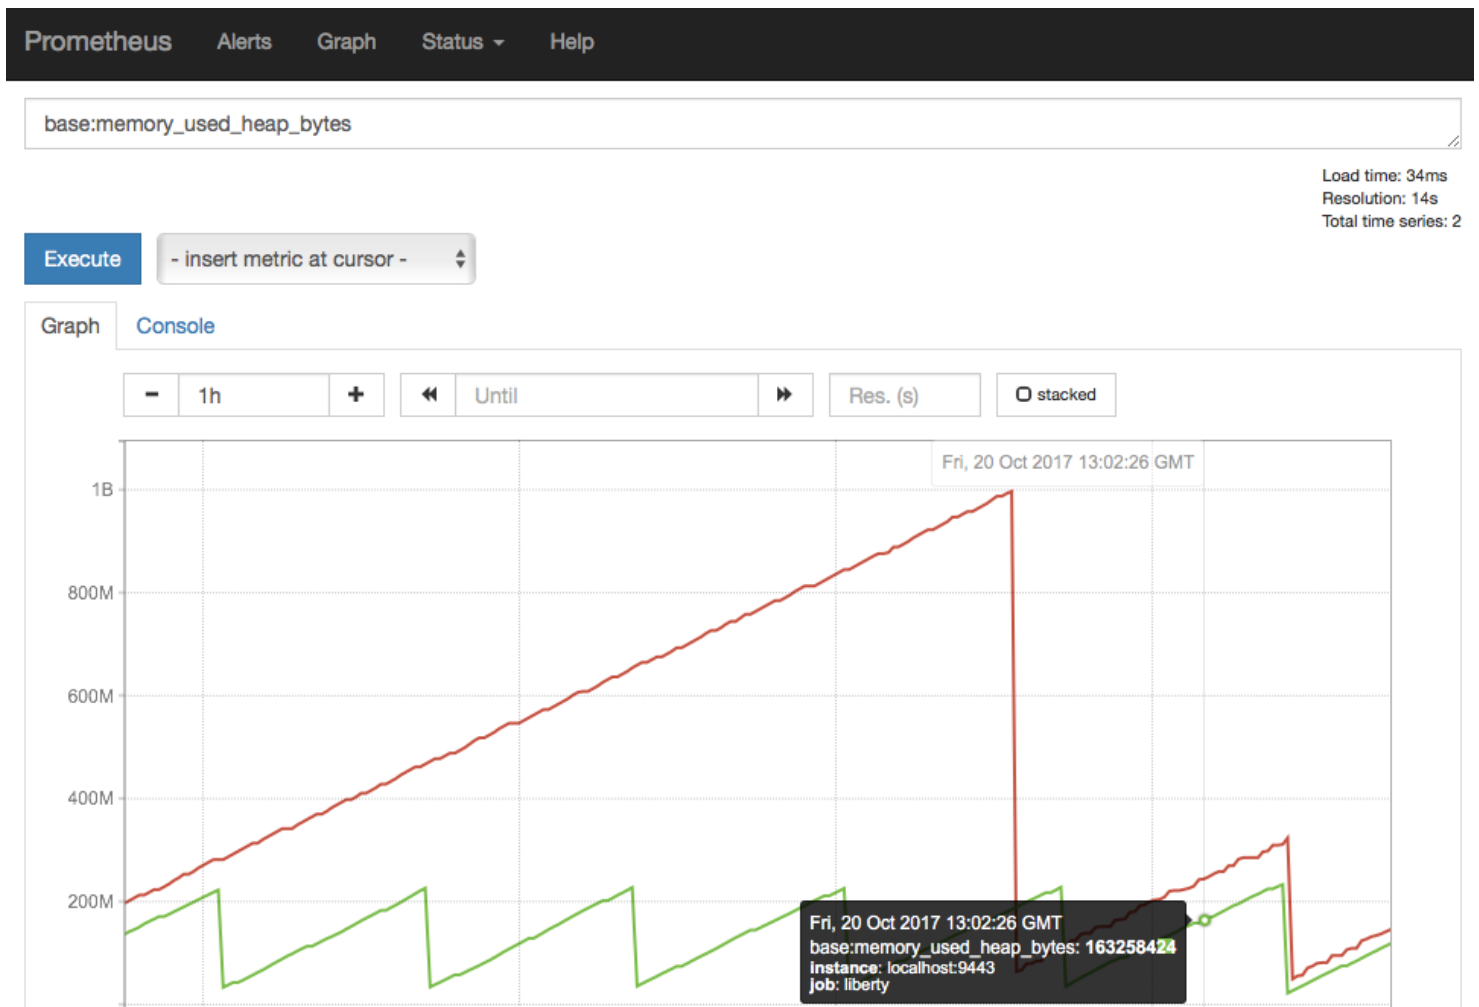 Prometheus Alerts Graph Status Help
base:memory_used_heap_bytes
Load time: 34ms
Resolution: 14s
Total time series: 2
Execute - insert metric at cursor -
Graph Console
1h Until Res. (s) stacked
Fri, 20 Oct 2017 13:02:26 GMT
1B
800M
600M
400M
200M
Fri, 20 Oct 2017 13:02:26 GMT
base:memory_used_heap_bytes: 163258424
instance: localhost:9443
job: liberty